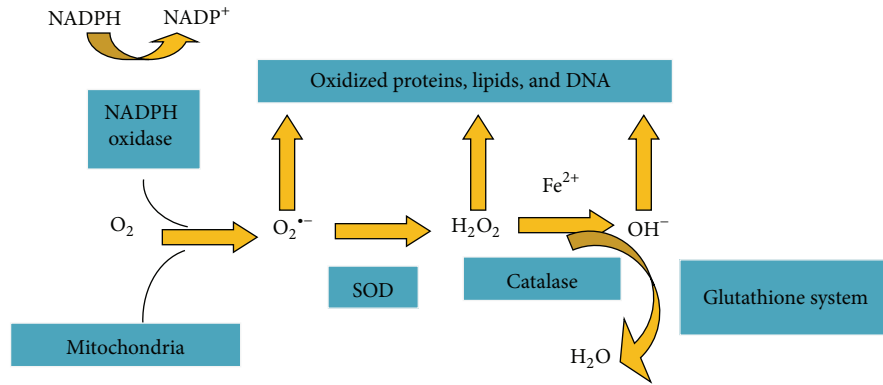 NADPH NADP⁺
Oxidized proteins, lipids, and DNA
NADPH
oxidase
Fe²⁺
O₂ O₂•⁻ H₂O₂ OH⁻
SOD Catalase Glutathione system
Mitochondria
H₂O